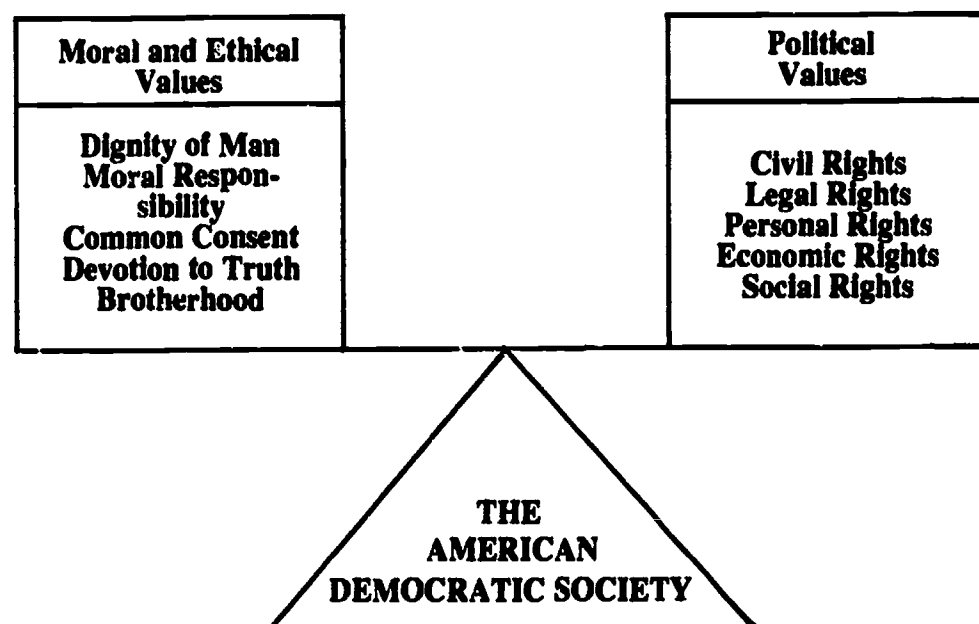 Moral and Ethical
Values
Dignity of Man
Moral Respon-
sibility
Common Consent
Devotion to Truth
Brotherhood
Political
Values
Civil Rights
Legal Rights
Personal Rights
Economic Rights
Social Rights
THE
AMERICAN
DEMOCRATIC SOCIETY